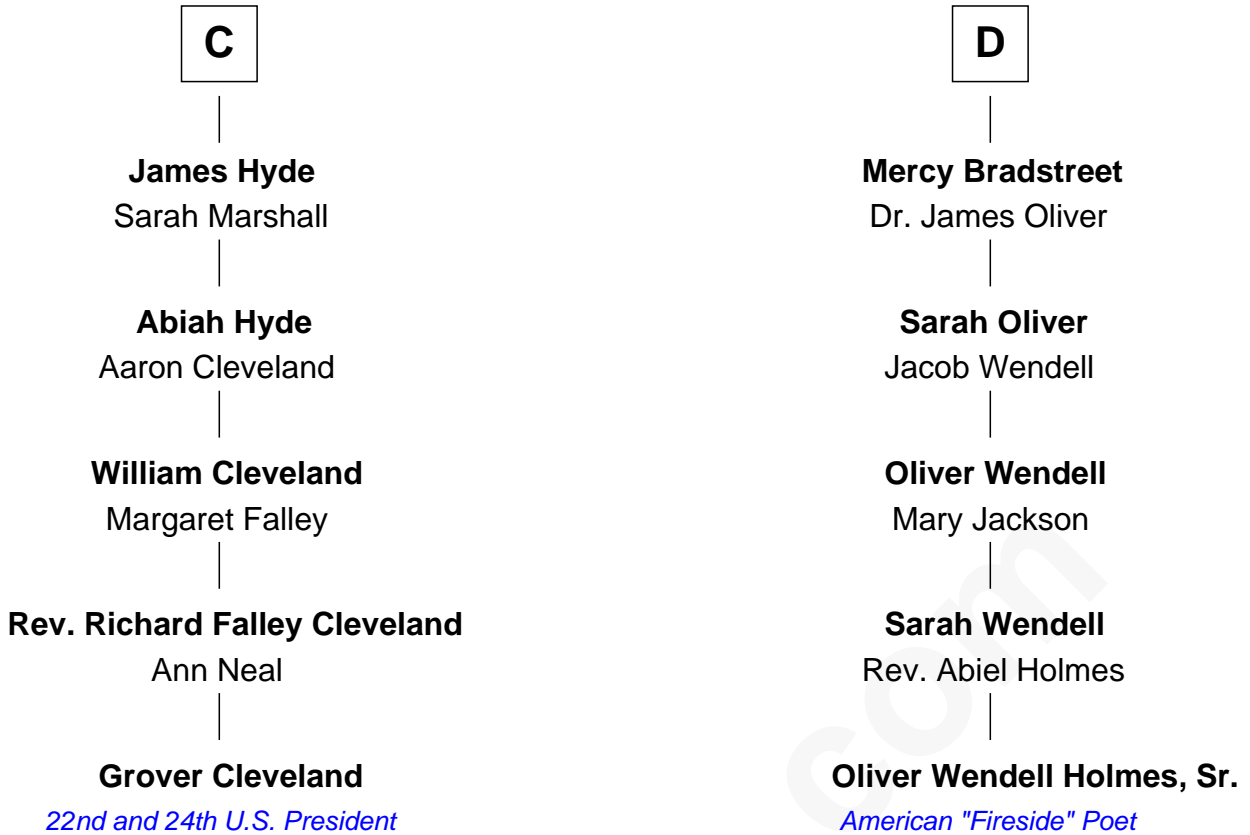 C
James Hyde
Sarah Marshall
Abiah Hyde
Aaron Cleveland
William Cleveland
Margaret Falley
Rev. Richard Falley Cleveland
Ann Neal
Grover Cleveland
22nd and 24th U.S. President
D
Mercy Bradstreet
Dr. James Oliver
Sarah Oliver
Jacob Wendell
Oliver Wendell
Mary Jackson
Sarah Wendell
Rev. Abiel Holmes
Oliver Wendell Holmes, Sr.
American "Fireside" Poet
com